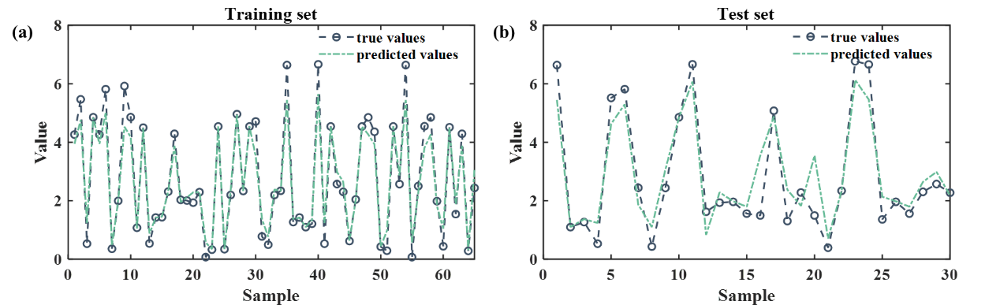 (a)
Training set
true values
predicted values
Value
8
6
4
2
0
0 10 20 30 40 50 60
Sample
(b)
Test set
true values
predicted values
Value
8
6
4
2
0
0 5 10 15 20 25 30
Sample